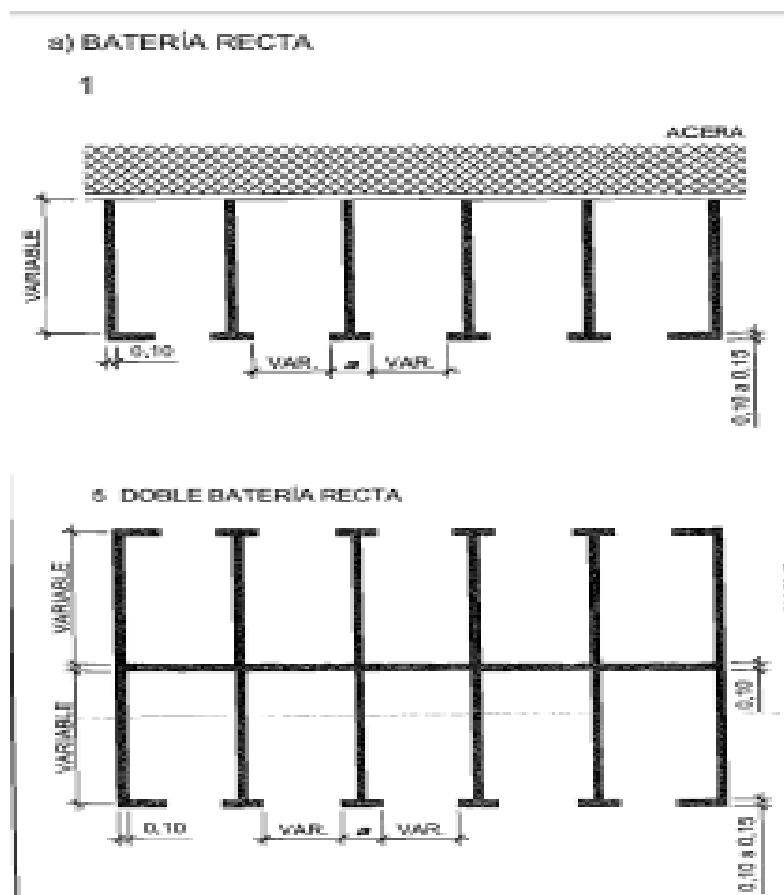 a) BATERÍA RECTA
1
ACERA
VARIABLE
0,10
VAR.
a
VAR.
0,10 a 0,15
5 DOBLE BATERÍA RECTA
VARIABLE
VARIABLE
0,10
0,10
VAR.
a
VAR.
0,10 a 0,15